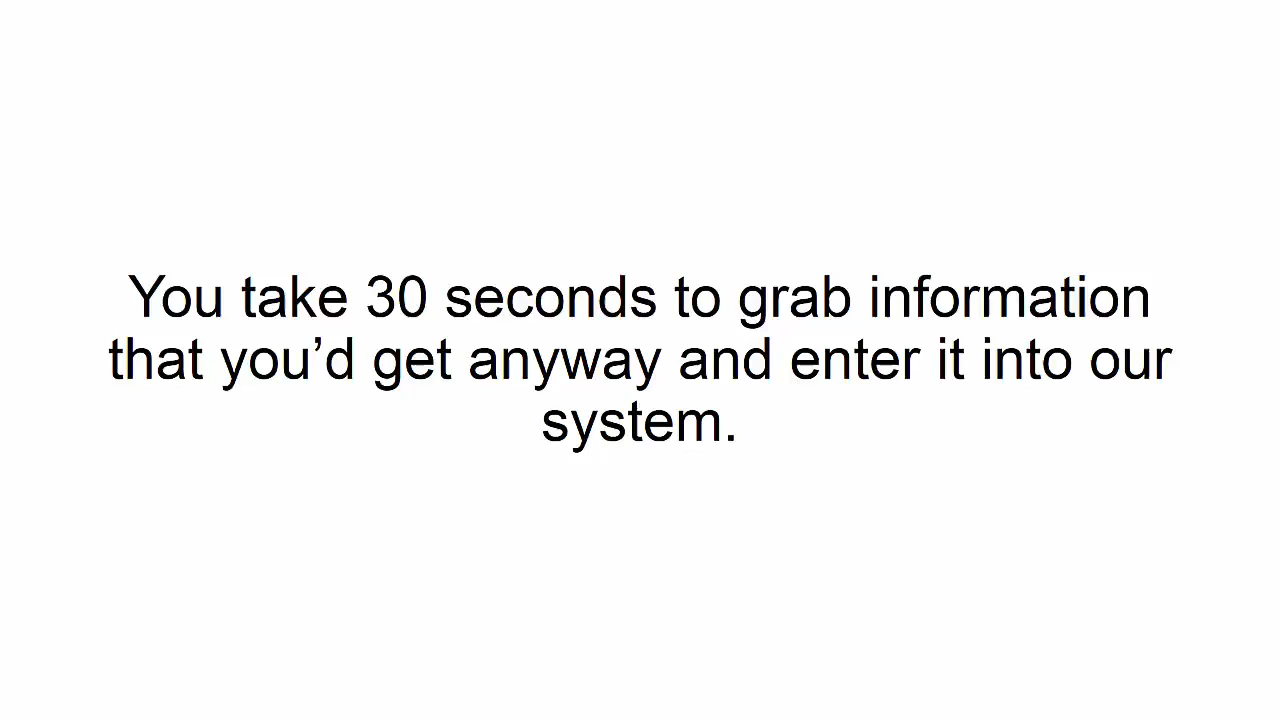 You take 30 seconds to grab information
that you’d get anyway and enter it into our
system.